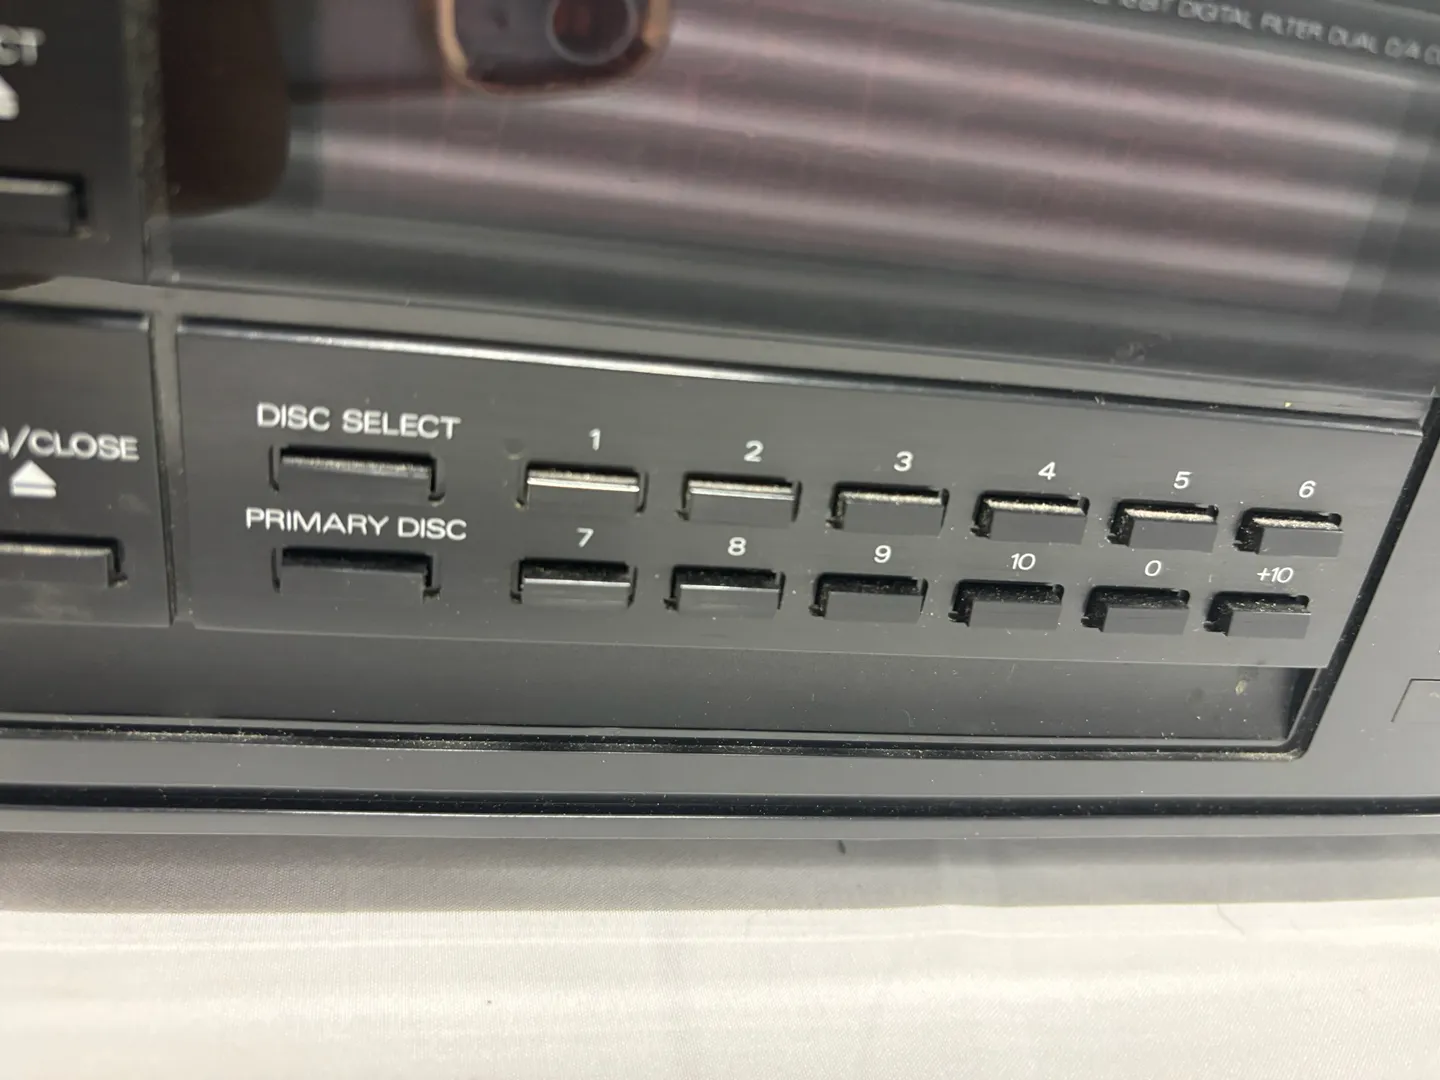 DIGITAL FILTER DUAL D/A
DISC SELECT
1 2 3 4 5 6
/CLOSE
PRIMARY DISC
7 8 9 10 0 +10